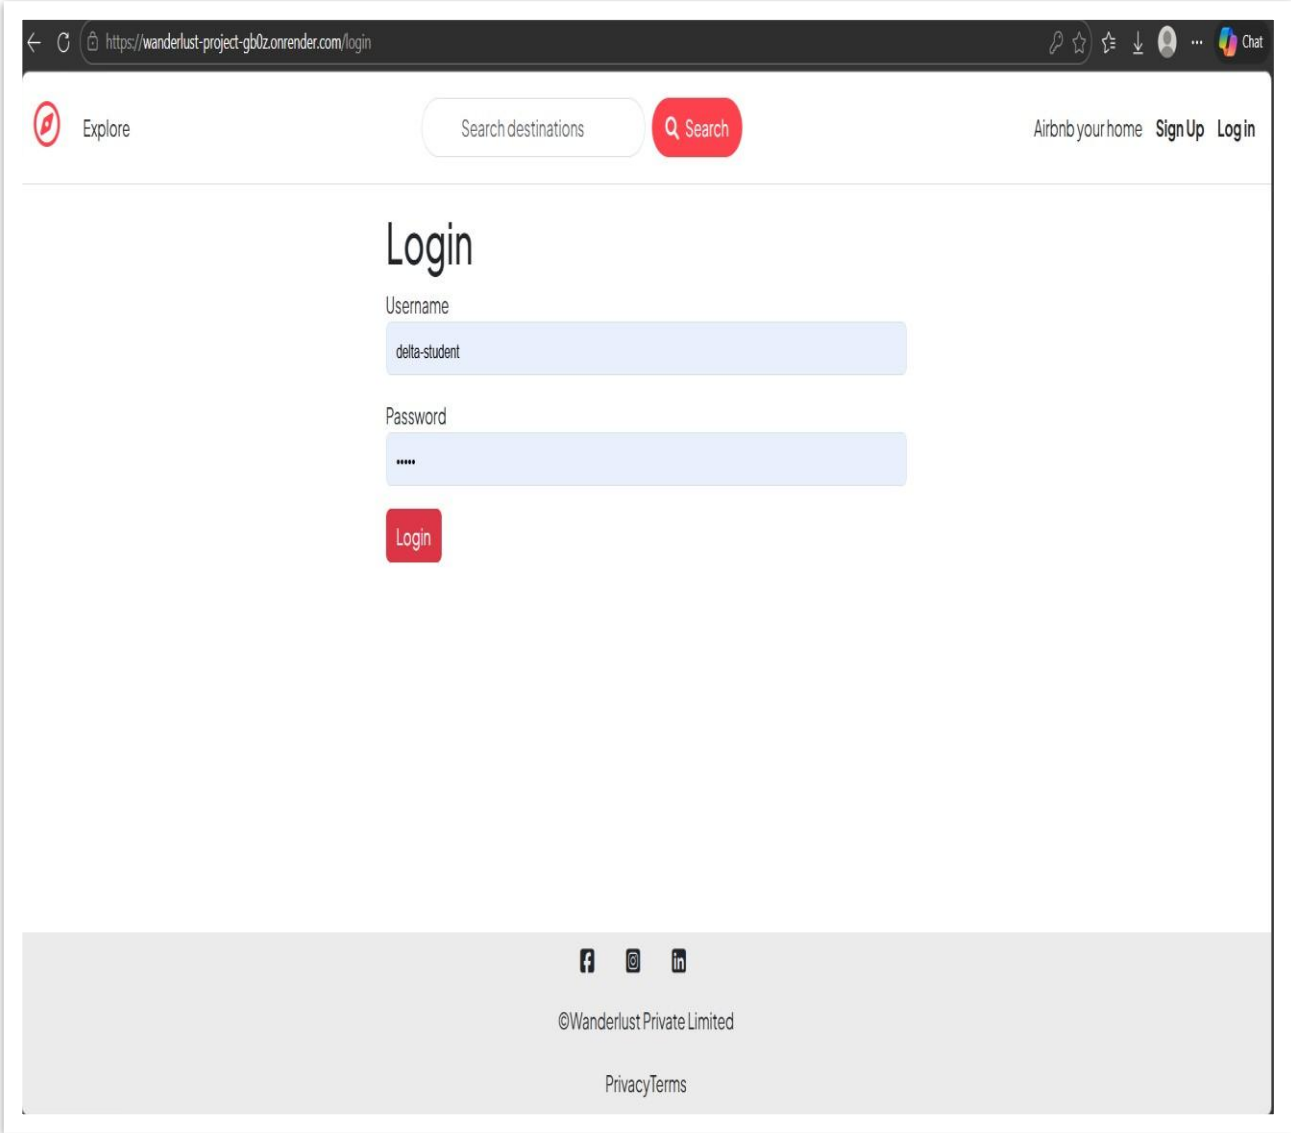 https://wanderlust-project-gb0z.onrender.com/login
Chat
Explore
Search destinations
Search
Airbnb your home Sign Up Log in
Login
Username
delta-student
Password
•••••
Login
©Wanderlust Private Limited
PrivacyTerms